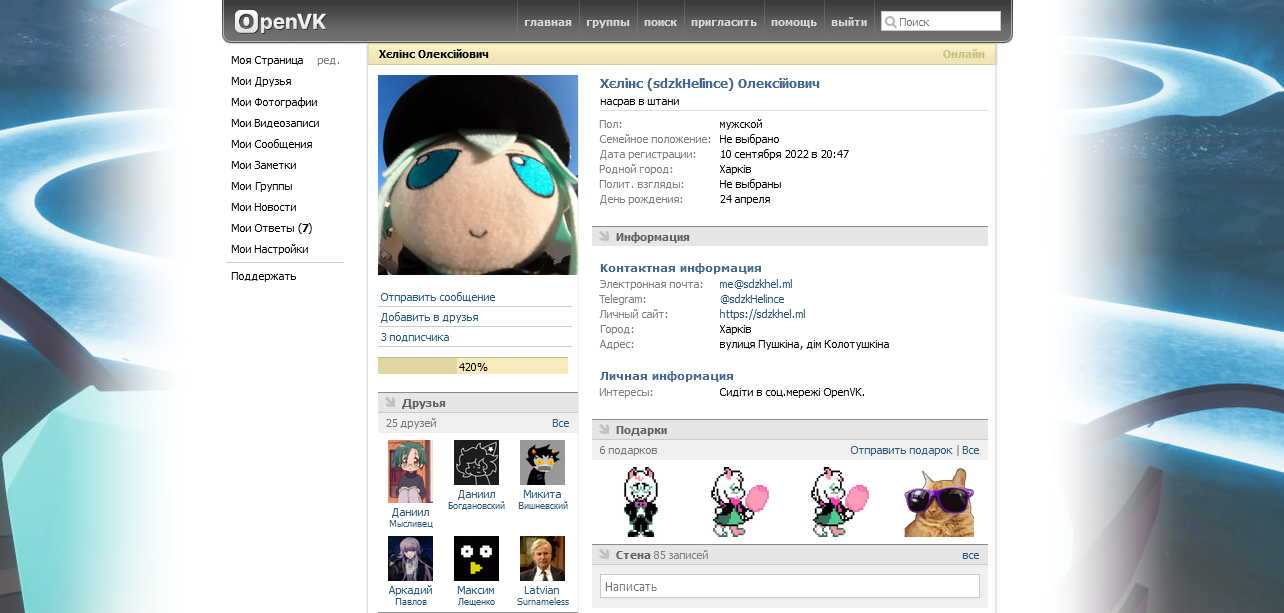 OpenVK
главная группы поиск пригласить помощь выйти Поиск
Моя Страница ред.
Мои Друзья
Мои Фотографии
Мои Видеозаписи
Мои Сообщения
Мои Заметки
Мои Группы
Мои Новости
Мои Ответы (7)
Мои Настройки
Поддержать
Хєлінс Олексійович Онлайн
Отправить сообщение
Добавить в друзья
3 подписчика
420%
Друзья
25 друзей Все
Даниил Мысливец
Даниил Богдановский
Микита Вишневский
Аркадий Павлов
Максим Лещенко
Latvian Surnameless
Хєлінс (sdzkHelince) Олексійович
насрав в штани
Пол: мужской
Семейное положение: Не выбрано
Дата регистрации: 10 сентября 2022 в 20:47
Родной город: Харків
Полит. взгляды: Не выбраны
День рождения: 24 апреля
Информация
Контактная информация
Электронная почта: me@sdzkhel.ml
Telegram: @sdzkHelince
Личный сайт: https://sdzkhel.ml
Город: Харків
Адрес: вулиця Пушкіна, дім Колотушкіна
Личная информация
Интересы: Сидіти в соц.мережі OpenVK.
Подарки
6 подарков Отправить подарок | Все
Стена 85 записей все
Написать